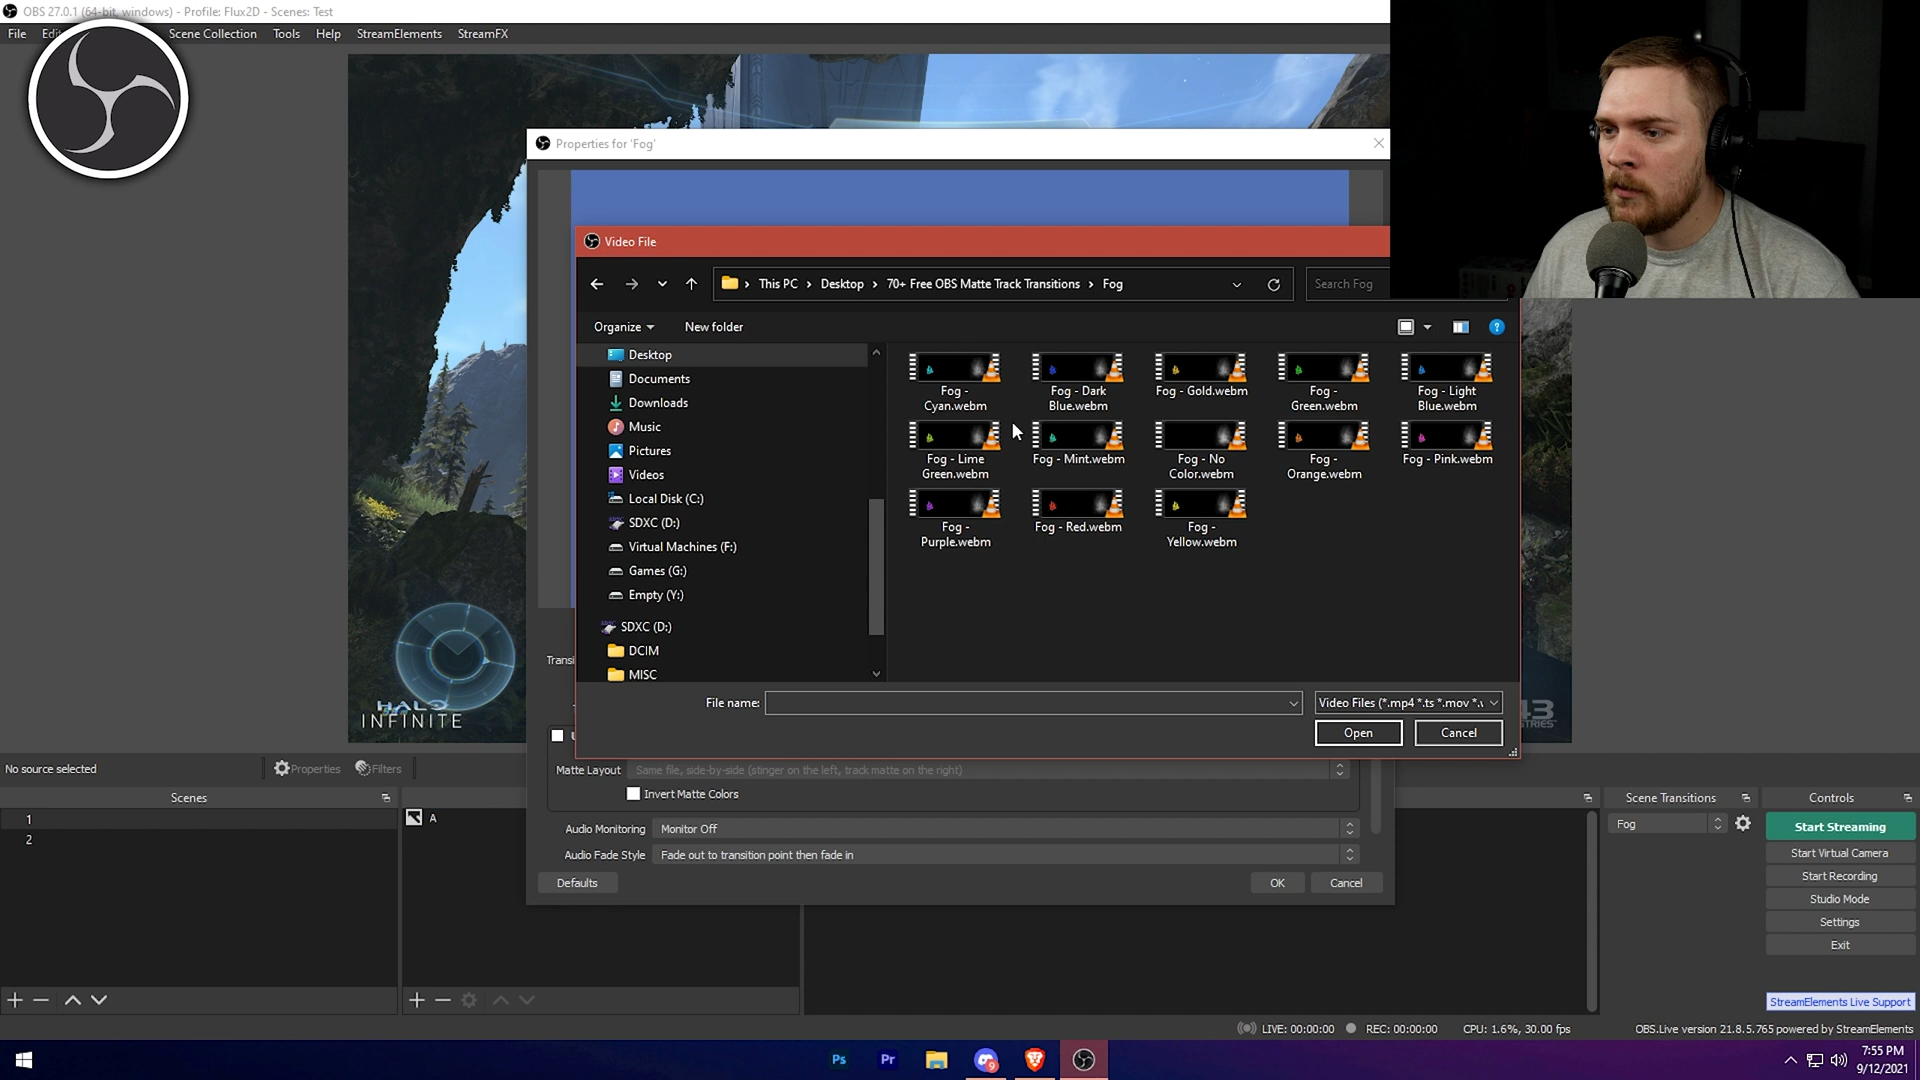 OBS 27.0.1 (64-bit, windows) - Profile: Flux2D - Scenes: Test
File
Scene Collection
Tools
Help
StreamElements
StreamFX
Properties for 'Fog'
Video File
This PC
Desktop
70+ Free OBS Matte Track Transitions
Fog
Search Fog
Organize
New folder
Desktop
Documents
Downloads
Music
Pictures
Videos
Local Disk (C:)
SDXC (D:)
Virtual Machines (F:)
Games (G:)
Empty (Y:)
SDXC (D:)
DCIM
MISC
Fog -
Cyan.webm
Fog - Dark
Blue.webm
Fog - Gold.webm
Fog -
Green.webm
Fog - Light
Blue.webm
Fog - Lime
Green.webm
Fog - Mint.webm
Fog - No
Color.webm
Fog -
Orange.webm
Fog - Pink.webm
Fog -
Purple.webm
Fog - Red.webm
Fog -
Yellow.webm
File name:
Video Files (*.mp4 *.ts *.mov *.
Open
Cancel
HALO
INFINITE
Matte Layout
Same file, side-by-side (stinger on the left, track matte on the right)
Invert Matte Colors
Audio Monitoring
Monitor Off
Audio Fade Style
Fade out to transition point then fade in
Defaults
OK
Cancel
No source selected
Properties
Filters
Scenes
1
2
A
Scene Transitions
Fog
Controls
Start Streaming
Start Virtual Camera
Start Recording
Studio Mode
Settings
Exit
StreamElements Live Support
LIVE: 00:00:00
REC: 00:00:00
CPU: 1.6%, 30.00 fps
OBS.Live version 21.8.5.765 powered by StreamElements
Ps
Pr
9
7:55 PM
9/12/2021